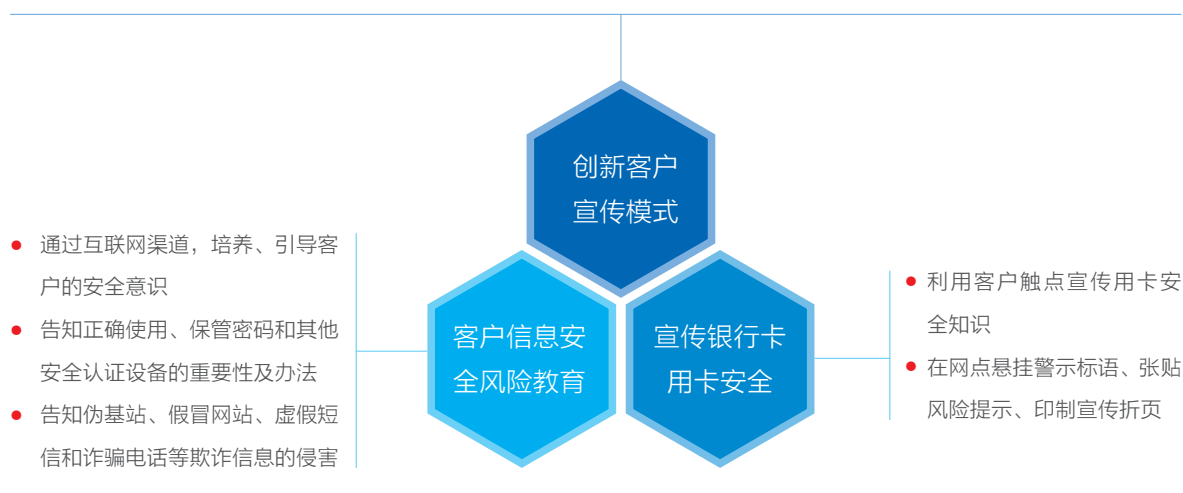 创新客户
宣传模式
通过互联网渠道，培养、引导客
户的安全意识
告知正确使用、保管密码和其他
安全认证设备的重要性及办法
告知伪基站、假冒网站、虚假短
信和诈骗电话等欺诈信息的侵害
客户信息安
全风险教育
宣传银行卡
用卡安全
利用客户触点宣传用卡安
全知识
在网点悬挂警示标语、张贴
风险提示、印制宣传折页